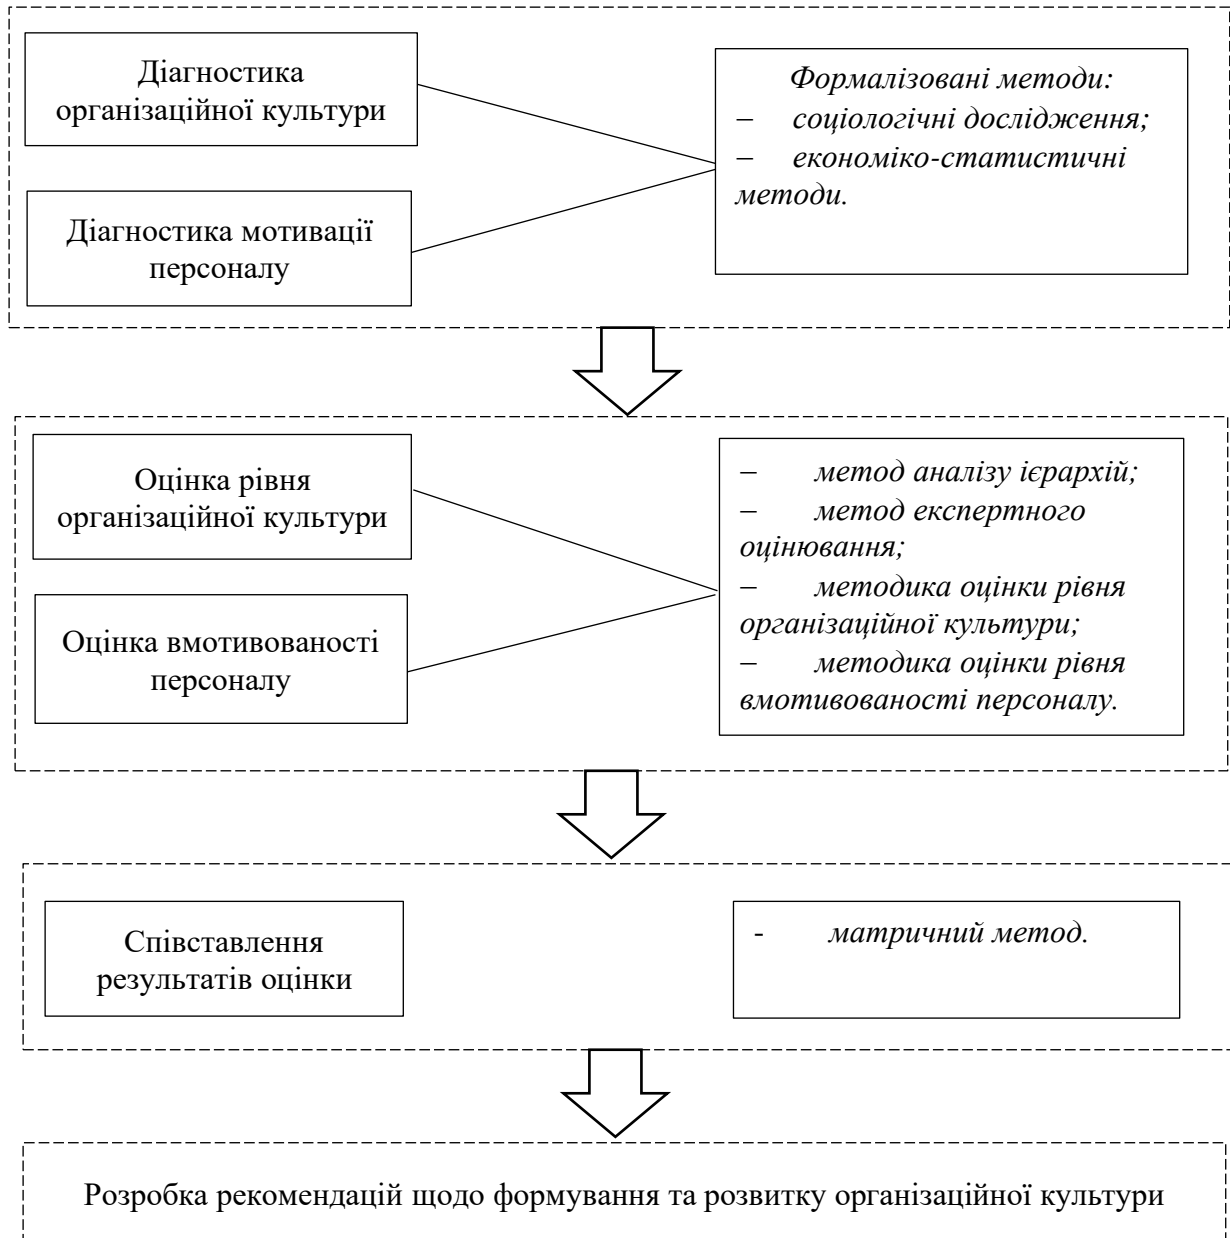 Діагностика
організаційної культури
Діагностика мотивації
персоналу
Формалізовані методи:
– соціологічні дослідження;
– економіко-статистичні
методи.
Оцінка рівня
організаційної культури
Оцінка вмотивованості
персоналу
– метод аналізу ієрархій;
– метод експертного
оцінювання;
– методика оцінки рівня
організаційної культури;
– методика оцінки рівня
вмотивованості персоналу.
Співставлення
результатів оцінки
- матричний метод.
Розробка рекомендацій щодо формування та розвитку організаційної культури